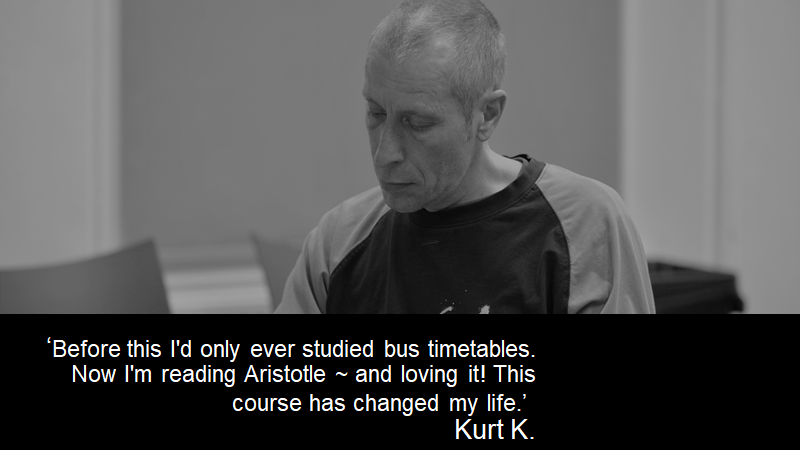 ‘Before this I'd only ever studied bus timetables.
Now I'm reading Aristotle ~ and loving it! This
course has changed my life.’
Kurt K.